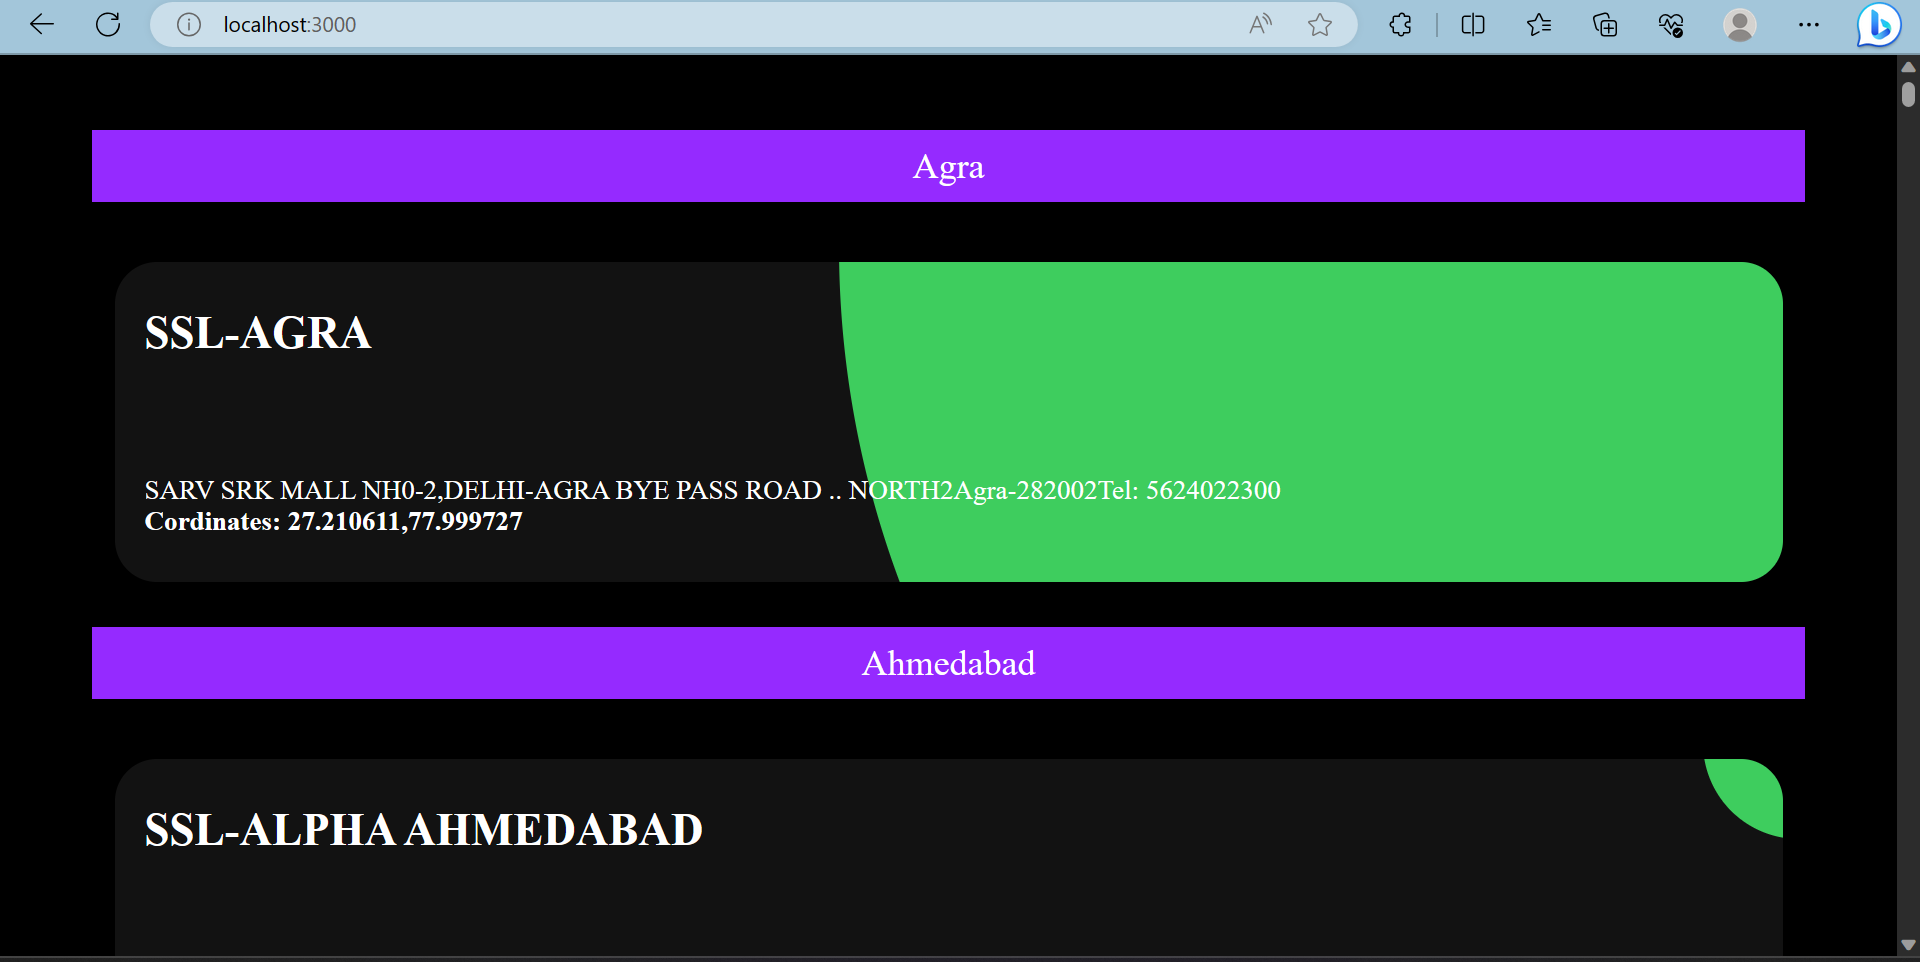 localhost:3000
Agra
SSL-AGRA
SARV SRK MALL NH0-2,DELHI-AGRA BYE PASS ROAD .. NORTH2Agra-282002Tel: 5624022300
Cordinates: 27.210611,77.999727
Ahmedabad
SSL-ALPHA AHMEDABAD